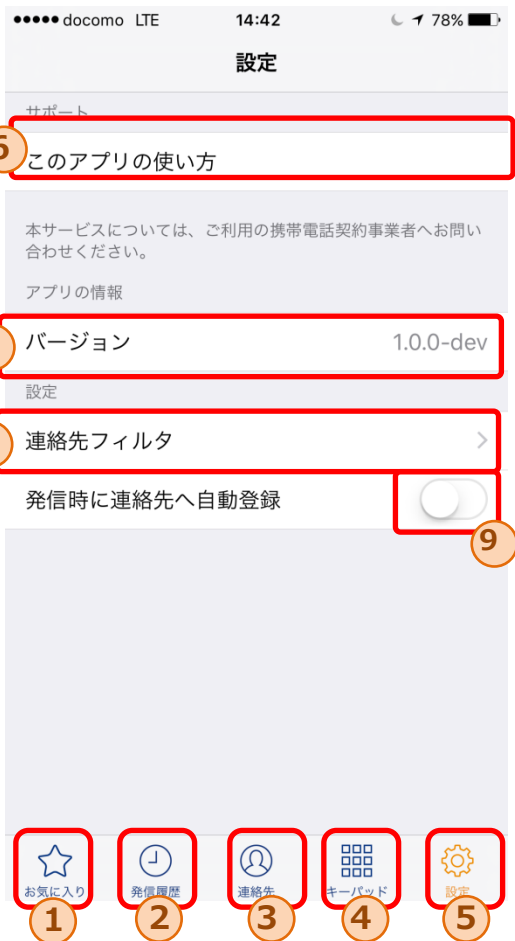 docomo LTE 14:42 78%
設定
サポート
6
このアプリの使い方
本サービスについては、ご利用の携帯電話契約事業者へお問い
合わせください。
アプリの情報
バージョン 1.0.0-dev
設定
連絡先フィルタ
発信時に連絡先へ自動登録
9
お気に入り 発信履歴 連絡先 キーパッド 設定
1 2 3 4 5